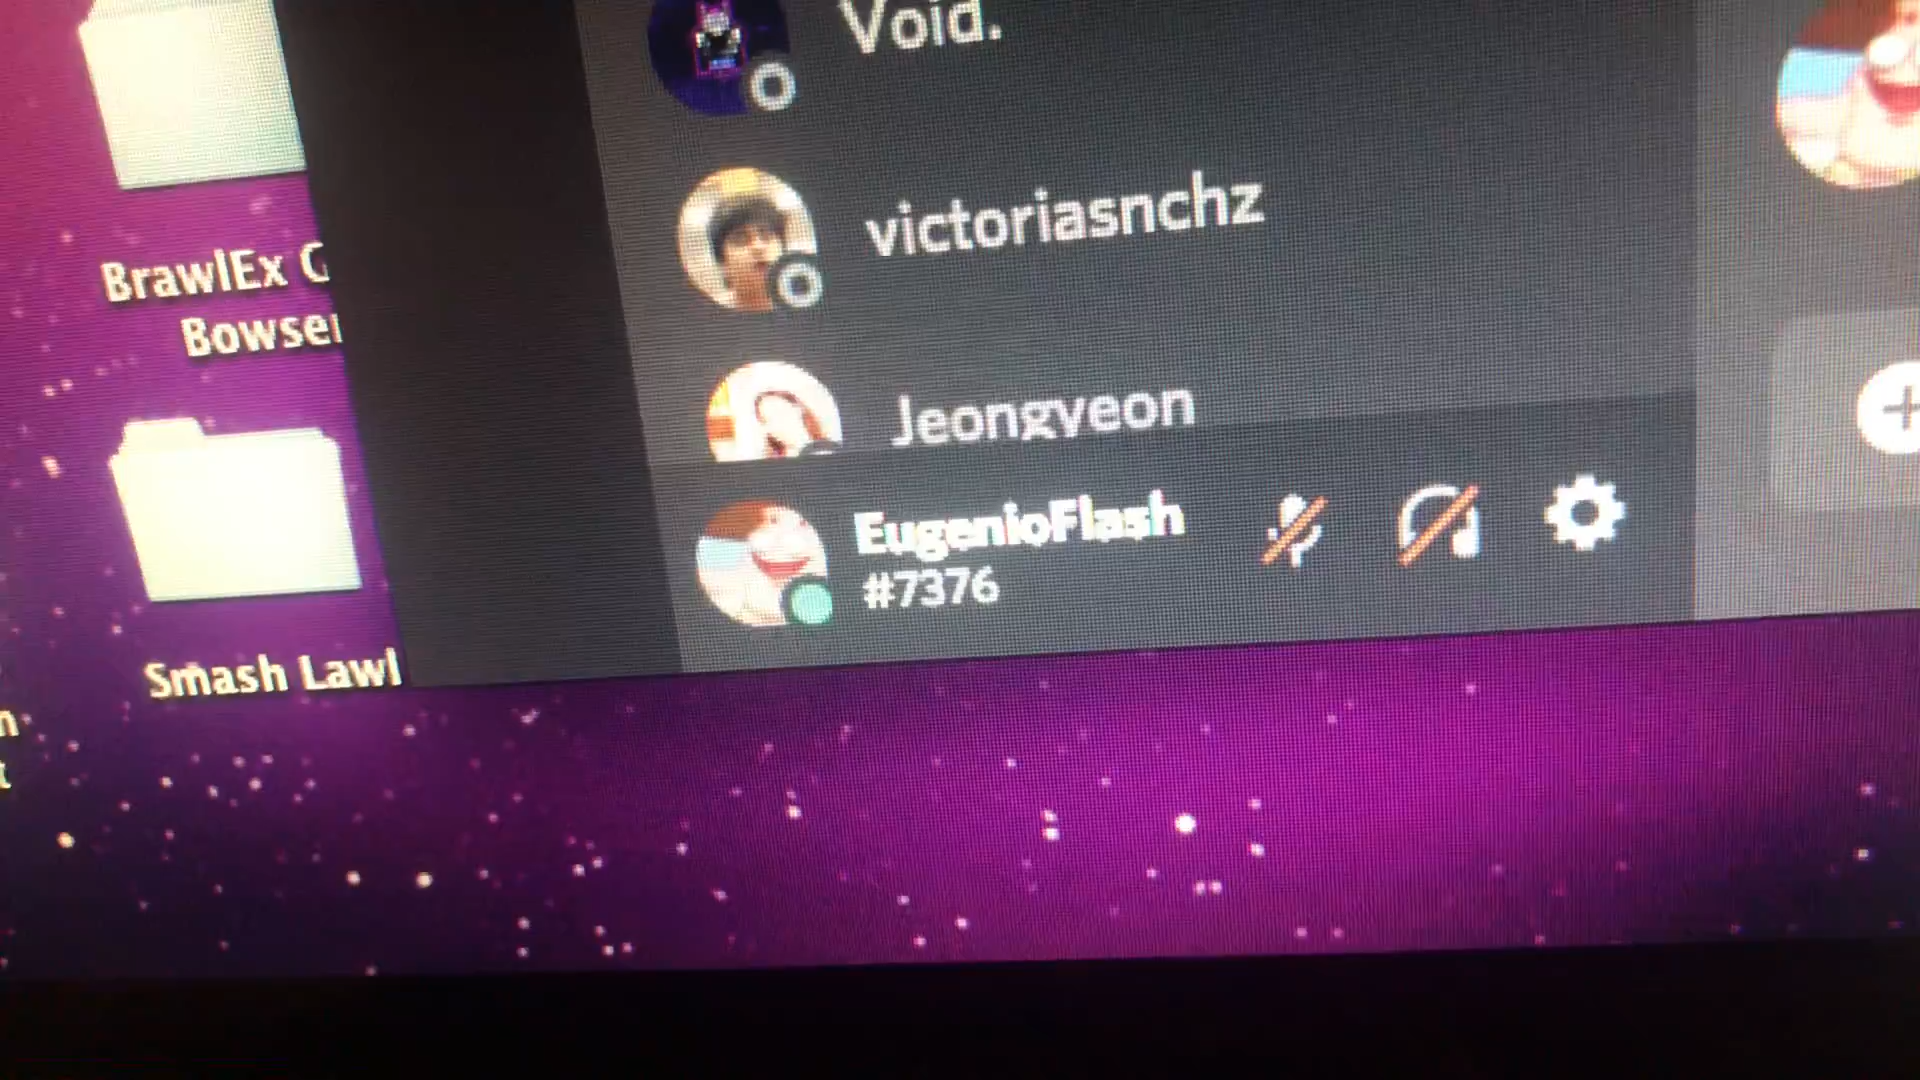 Void.
victoriasnchz
Jeongyeon
EugenioFlash
#7376
BrawlEx G
Bowser
Smash Lawl